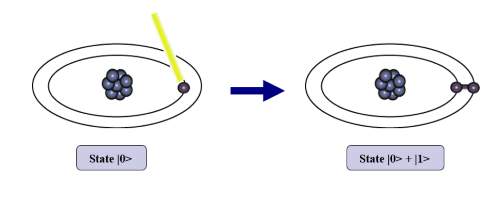 State |0>
State |0> + |1>